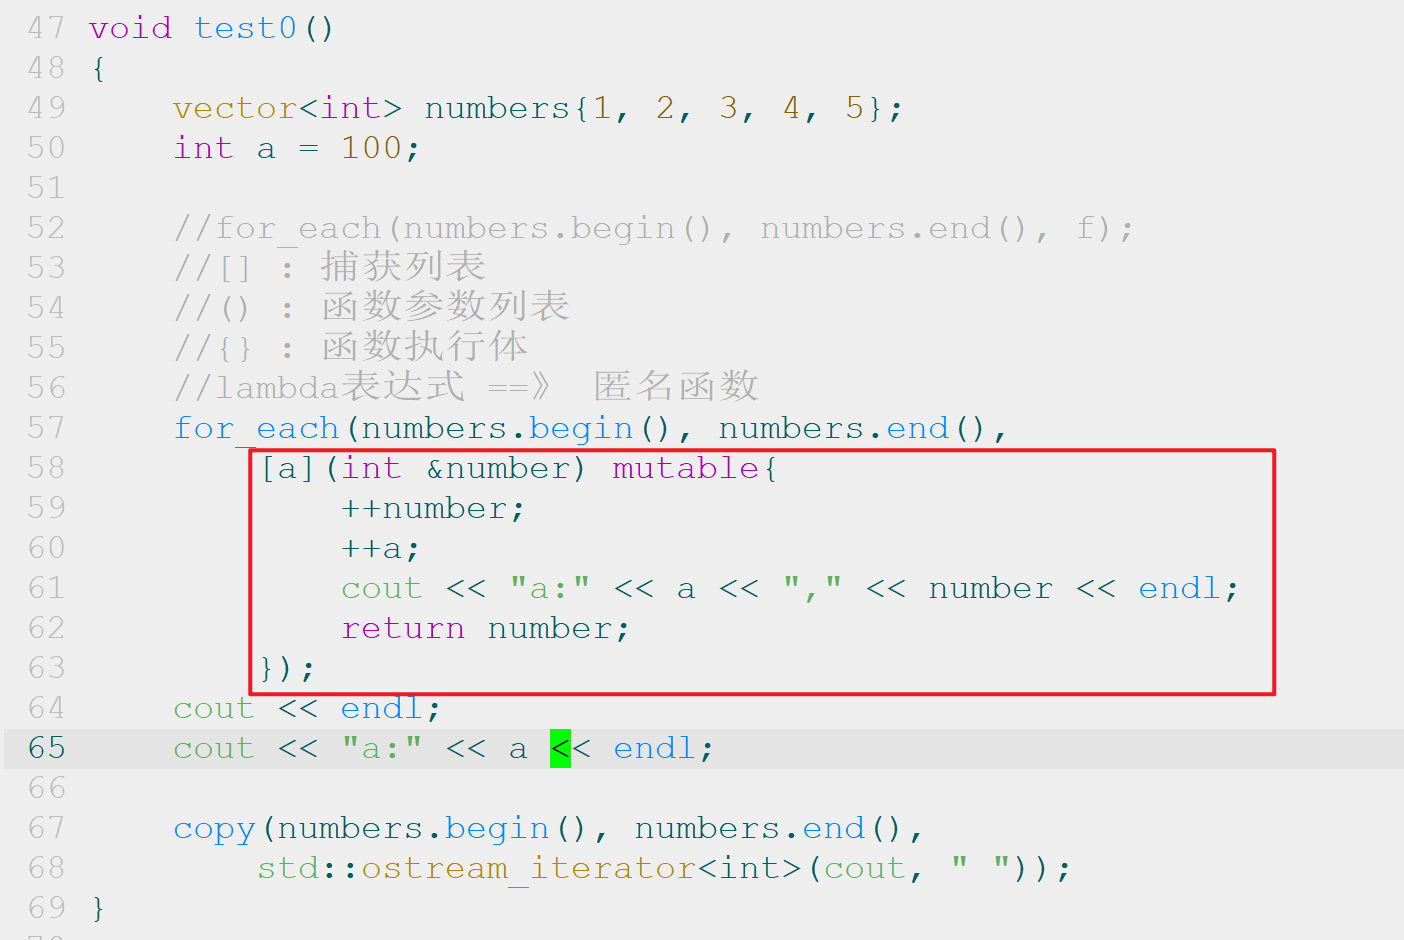 47 void test0()
48 {
49     vector<int> numbers{1, 2, 3, 4, 5};
50     int a = 100;
51
52     //for_each(numbers.begin(), numbers.end(), f);
53     //[] : 捕获列表
54     //() : 函数参数列表
55     //{} : 函数执行体
56     //lambda表达式 ==》 匿名函数
57     for_each(numbers.begin(), numbers.end(),
58         [a](int &number) mutable{
59             ++number;
60             ++a;
61             cout << "a:" << a << "," << number << endl;
62             return number;
63         });
64     cout << endl;
65     cout << "a:" << a << endl;
66
67     copy(numbers.begin(), numbers.end(),
68         std::ostream_iterator<int>(cout, " "));
69 }
70